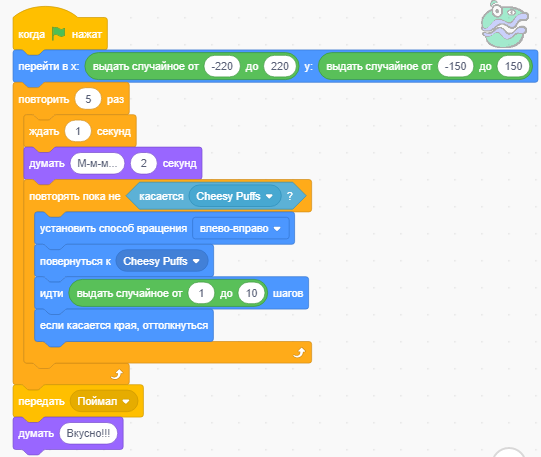 когда нажат
перейти в x: выдать случайное от -220 до 220 y: выдать случайное от -150 до 150
повторить 5 раз
ждать 1 секунд
думать М-м-м... 2 секунд
повторять пока не касается Cheesy Puffs ?
установить способ вращения влево-вправо
повернуться к Cheesy Puffs
идти выдать случайное от 1 до 10 шагов
если касается края, оттолкнуться
передать Поймал
думать Вкусно!!!